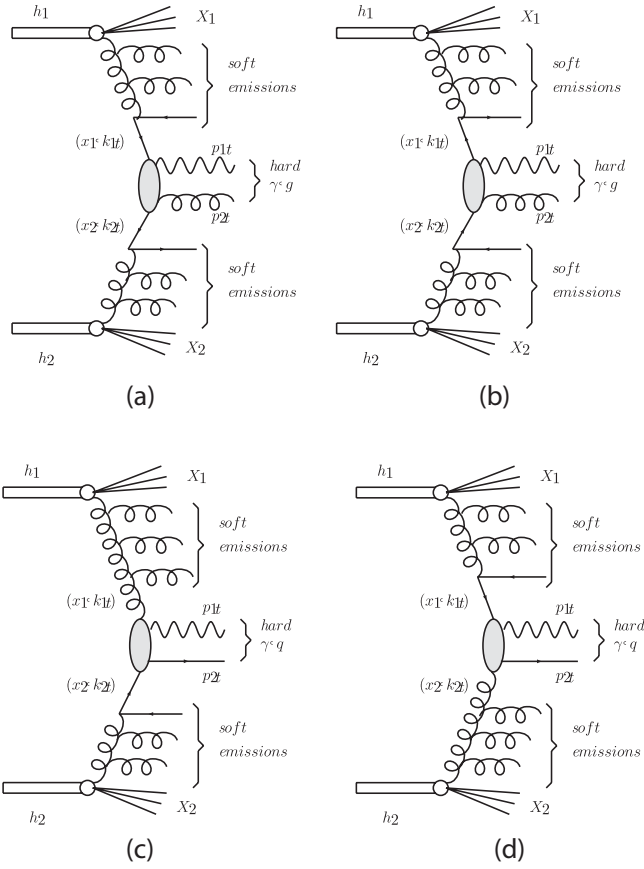 h1
X1
soft
emissions
(x1, k1t)
p1t
hard
γ, g
p2t
(x2, k2t)
soft
emissions
h2
X2
(a)
h1
X1
soft
emissions
(x1, k1t)
p1t
hard
γ, g
p2t
(x2, k2t)
soft
emissions
h2
X2
(b)
h1
X1
soft
emissions
(x1, k1t)
p1t
hard
γ, q
p2t
(x2, k2t)
soft
emissions
h2
X2
(c)
h1
X1
soft
emissions
(x1, k1t)
p1t
hard
γ, q
p2t
(x2, k2t)
soft
emissions
h2
X2
(d)